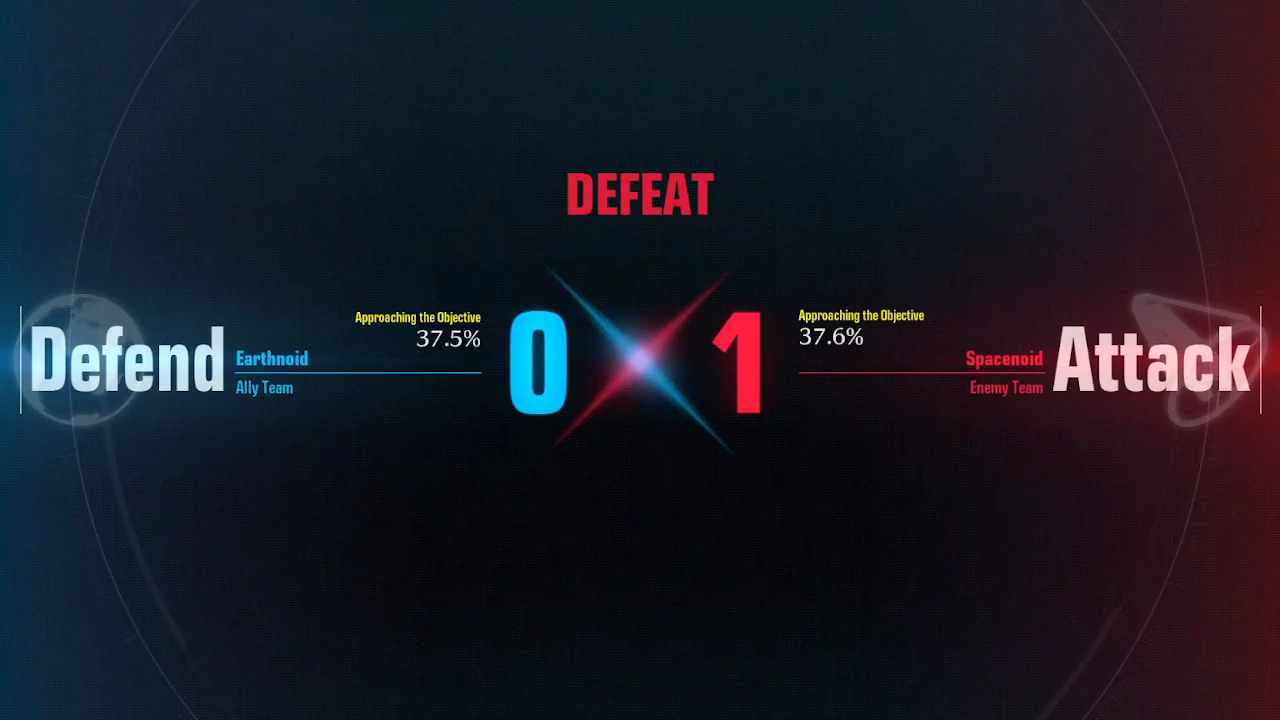 DEFEAT
Defend
Earthnoid
Ally Team
Approaching the Objective
37.5%
0
1
Approaching the Objective
37.6%
Spacenoid
Enemy Team
Attack